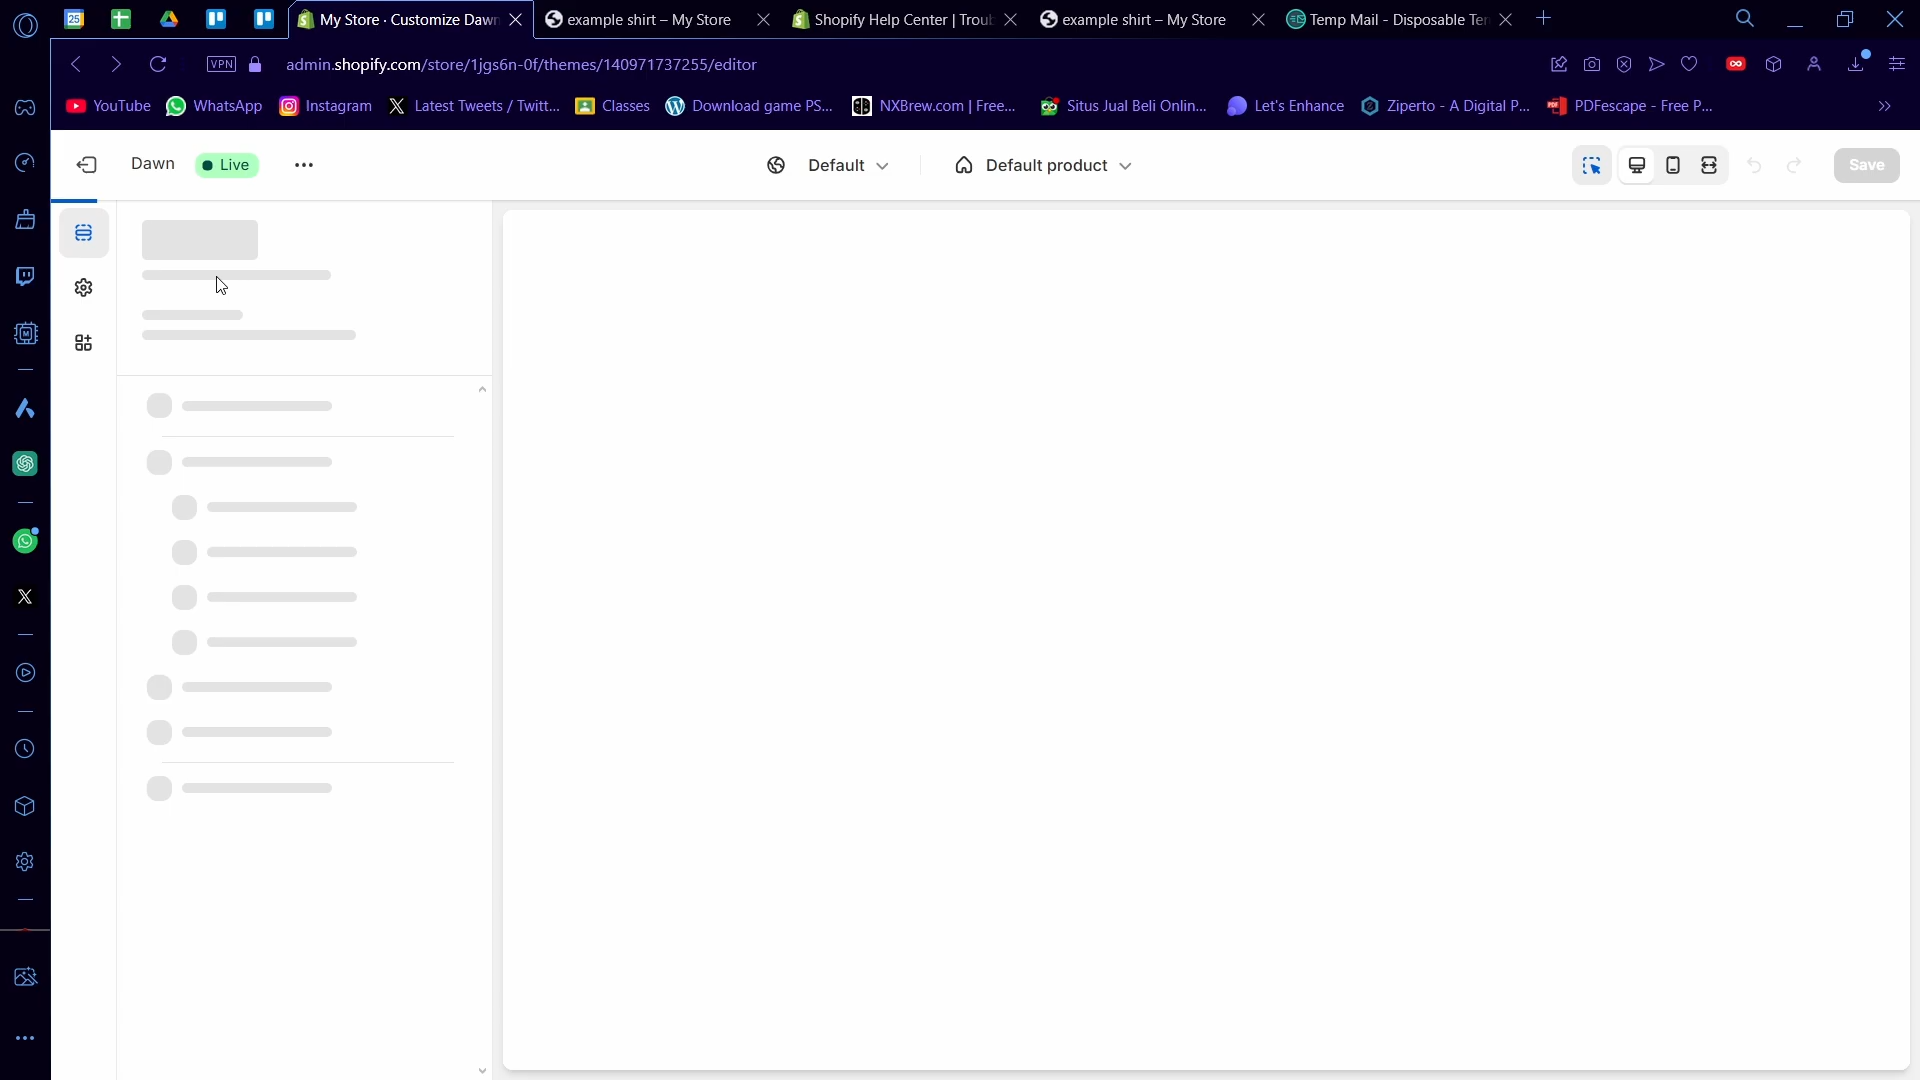 My Store · Customize Dawn
example shirt – My Store
Shopify Help Center | Trou
example shirt – My Store
Temp Mail - Disposable Te
VPN
admin.shopify.com/store/1jgs6n-0f/themes/140971737255/editor
YouTube
WhatsApp
Instagram
Latest Tweets / Twitt...
Classes
Download game PS...
NXBrew.com | Free...
Situs Jual Beli Onlin...
Let's Enhance
Ziperto - A Digital P...
PDFescape - Free P...
Dawn
Live
Default
Default product
Save